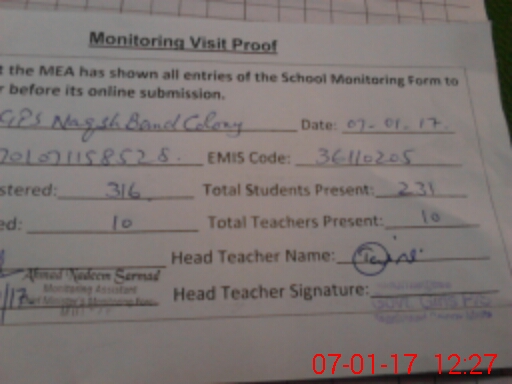 Monitoring Visit Proof
t the MEA has shown all entries of the School Monitoring Form to
r before its online submission.
GPS Naqsh Band Colony Date: 07-01-17.
EMIS Code: 36110205
stered: 316 Total Students Present: 231
ed: 10 Total Teachers Present: 10
Head Teacher Name:
Ahmed Nadeem Sarmad
Monitoring Assistant
Head Teacher Signature:
/17
07-01-17 12:27